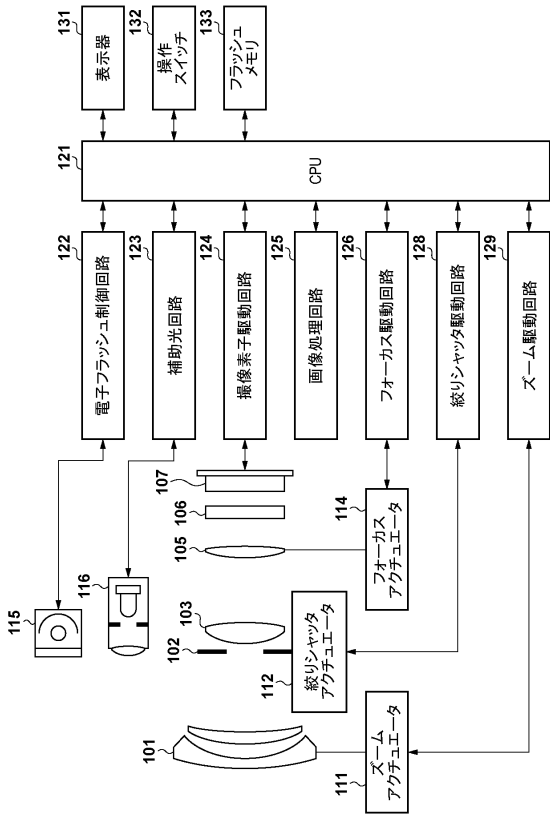 131
表示器
132
操作
スイッチ
133
フラッシュ
メモリ
121
CPU
122
電子フラッシュ制御回路
123
補助光回路
124
撮像素子駆動回路
125
画像処理回路
126
フォーカス駆動回路
128
絞りシャッタ駆動回路
129
ズーム駆動回路
115
116
107
106
105
103
102
101
114
フォーカス
アクチュエータ
112
絞りシャッタ
アクチュエータ
111
ズーム
アクチュエータ